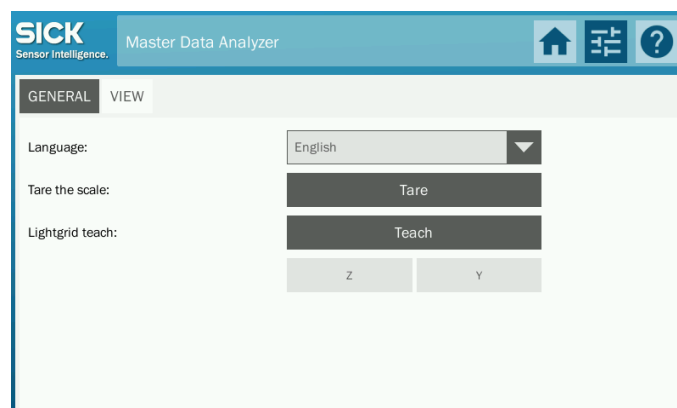 SICK
Sensor Intelligence.
Master Data Analyzer
?
GENERAL VIEW
Language: English
Tare the scale: Tare
Lightgrid teach: Teach
Z Y